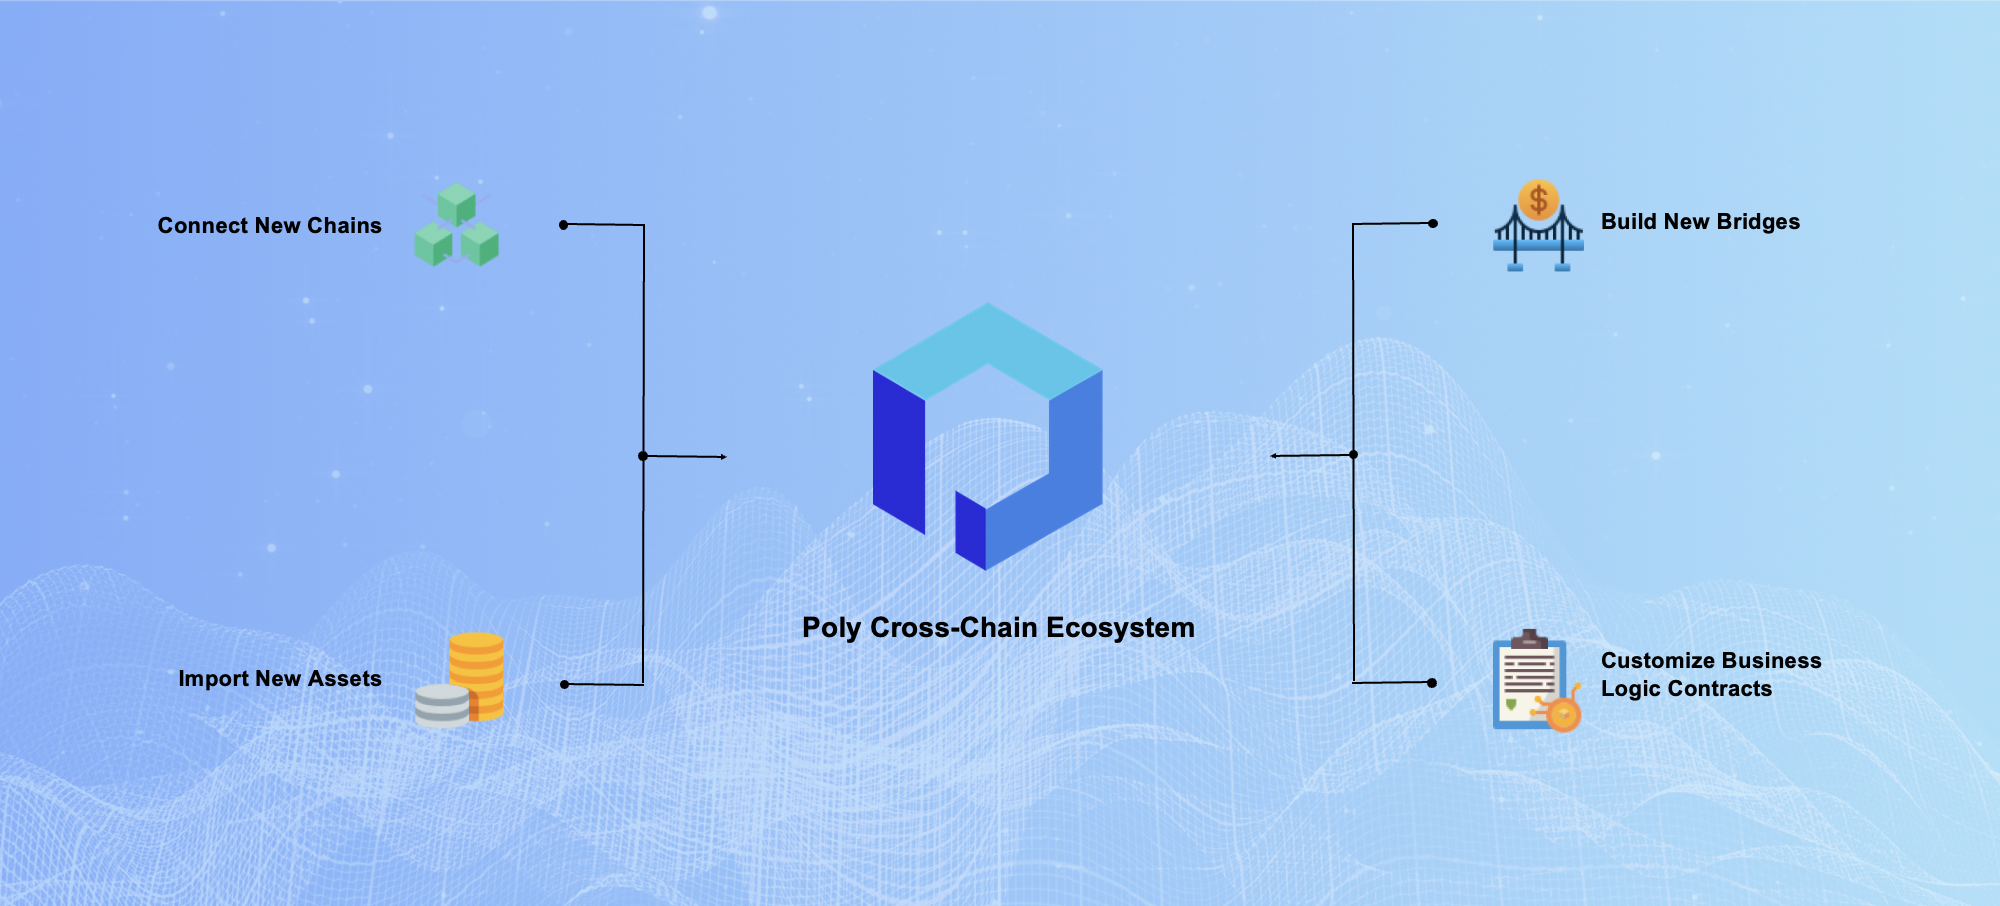 Connect New Chains
Build New Bridges
Poly Cross-Chain Ecosystem
Import New Assets
Customize Business
Logic Contracts
$